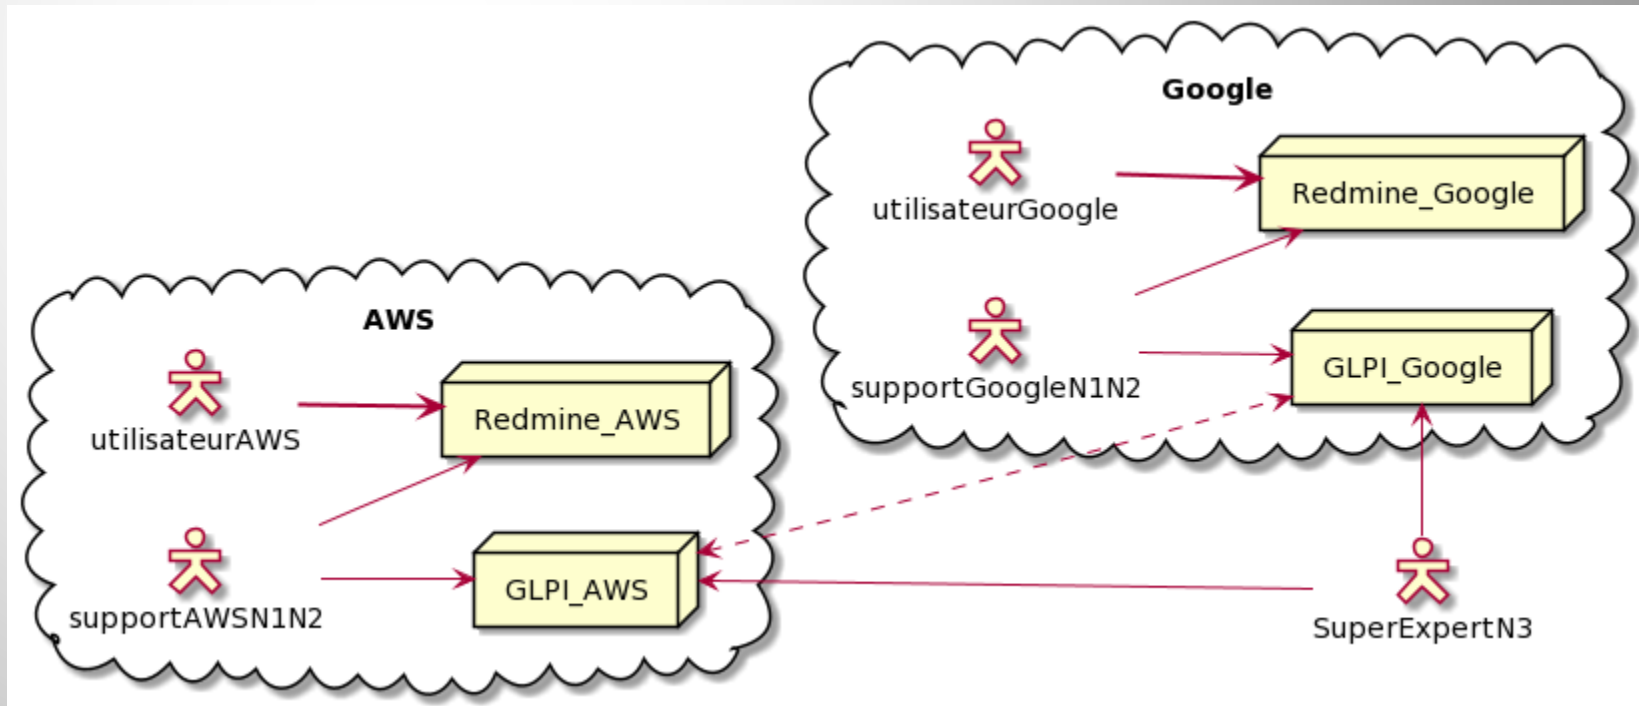 Google
utilisateurGoogle
Redmine_Google
supportGoogleN1N2
GLPI_Google
AWS
utilisateurAWS
Redmine_AWS
supportAWSN1N2
GLPI_AWS
SuperExpertN3